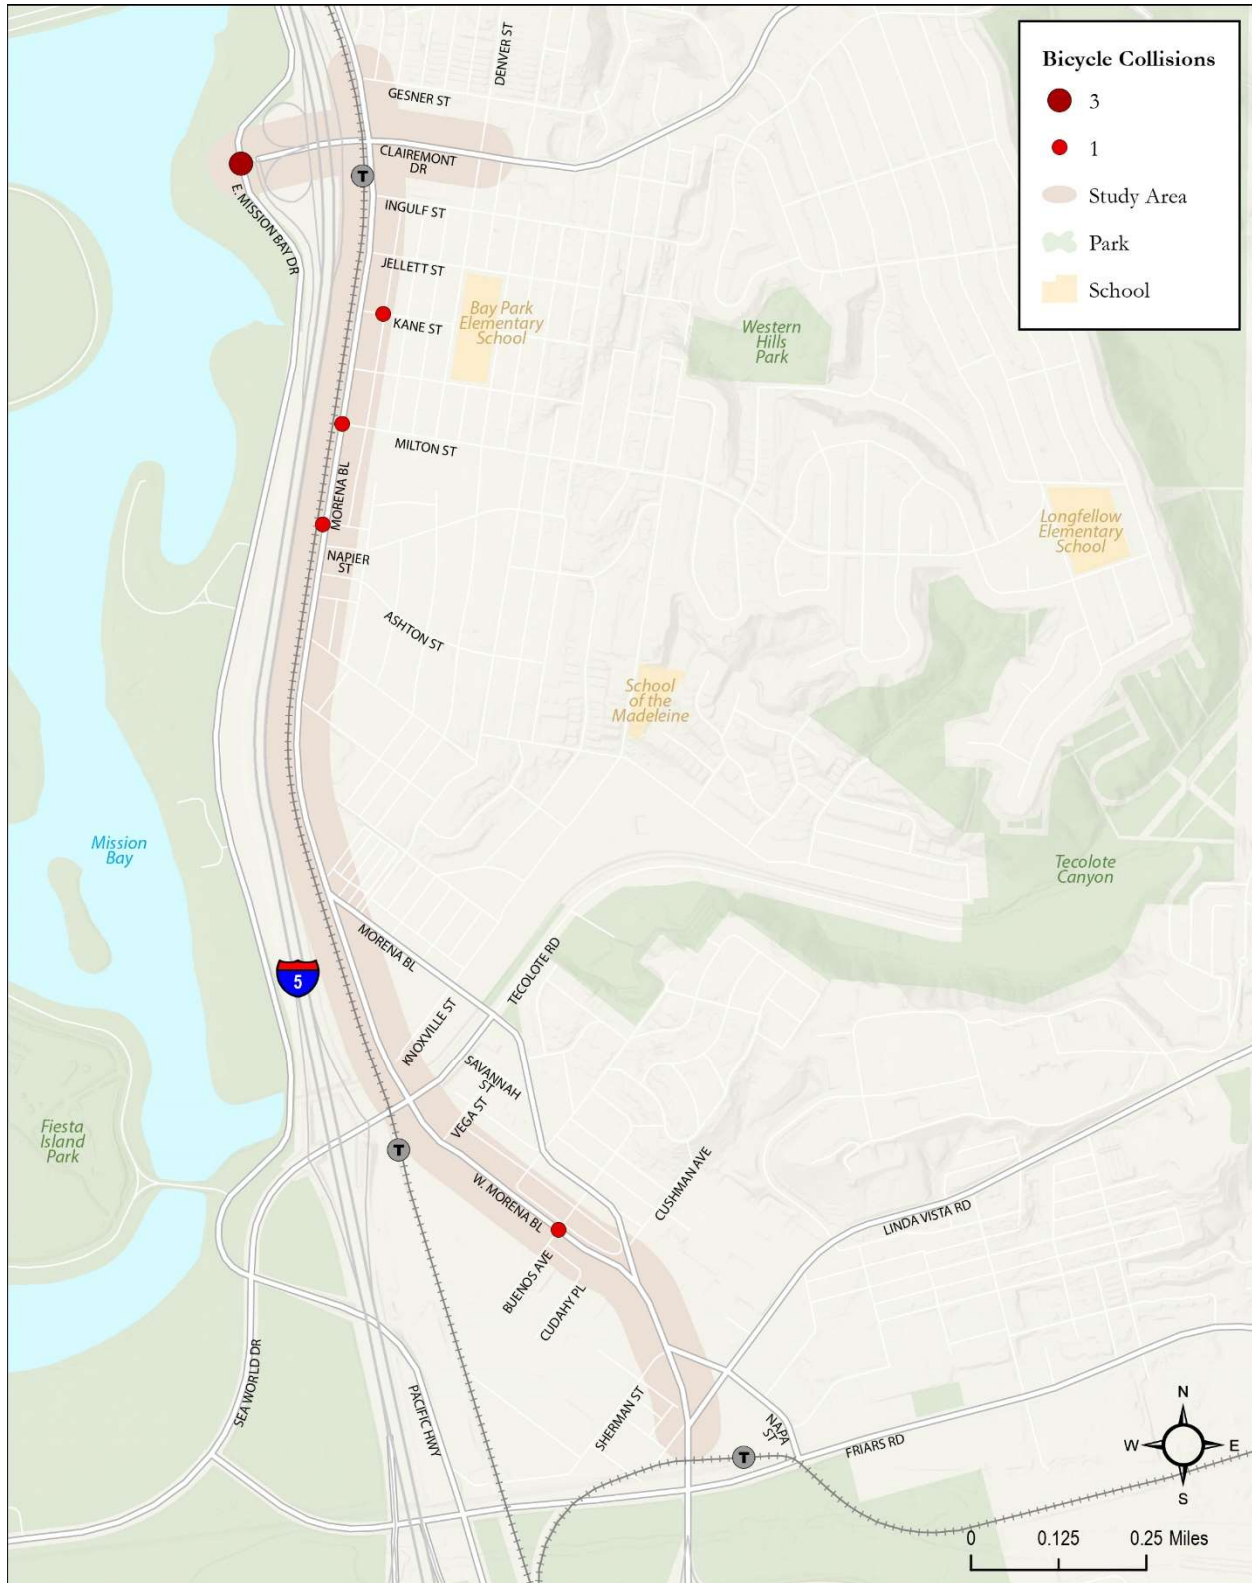 DENVER ST
GESNER ST
CLAIREMONT
DR
T
E. MISSION BAY DR
INGULF ST
JELLETT ST
KANE ST
Bay Park
Elementary
School
Western
Hills
Park
MILTON ST
MORENA BL
NAPIER
ST
ASHTON ST
Longfellow
Elementary
School
School
of the
Madeleine
Mission
Bay
Tecolote
Canyon
MORENA BL
TECOLOTE RD
5
KNOXVILLE ST
SAVANNAH
ST
VEGA ST
Fiesta
Island
Park
T
W. MORENA BL
CUSHMAN AVE
LINDA VISTA RD
BUENOS AVE
CUDAHY PL
SEA WORLD DR
PACIFIC HWY
SHERMAN ST
NAPA
ST
T
FRIARS RD
Bicycle Collisions
3
1
Study Area
Park
School
N
W
E
S
0
0.125
0.25 Miles